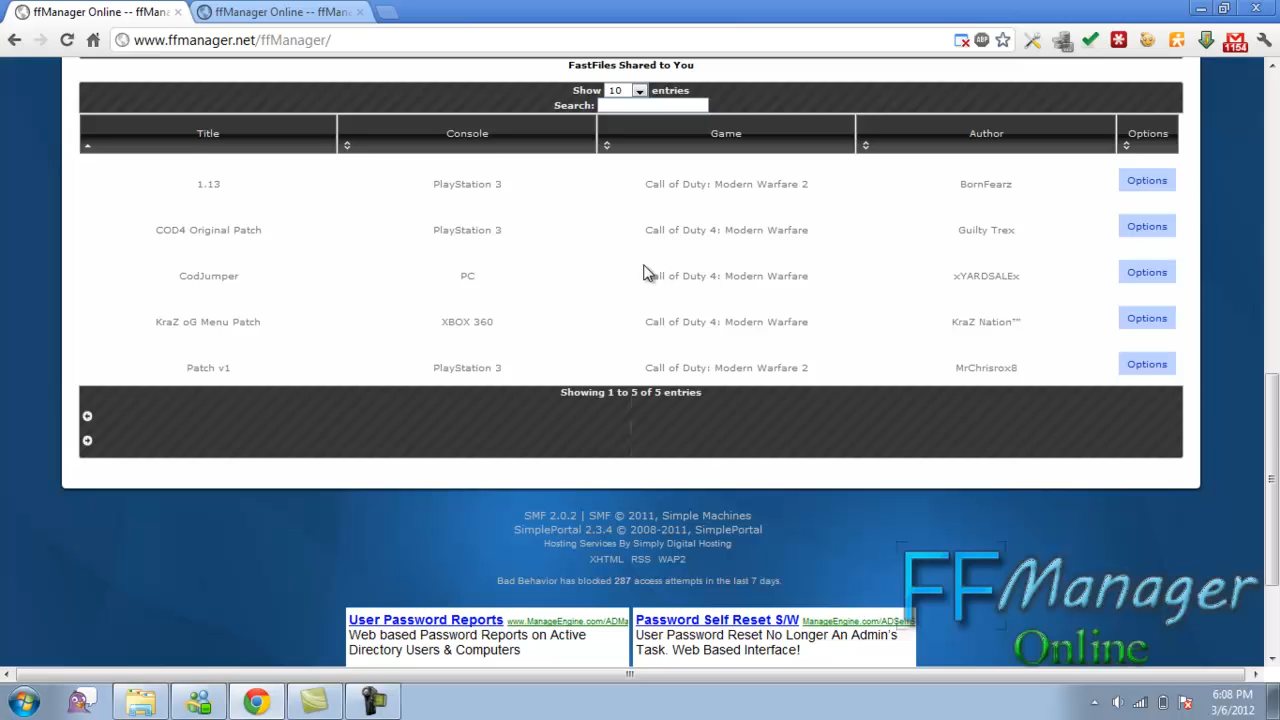 ffManager Online -- ffMan
ffManager Online -- ffMan
www.ffmanager.net/ffManager/
ABP
1154
FastFiles Shared to You
Show 10 entries
Search:
Title Console Game Author Options
1.13 PlayStation 3 Call of Duty: Modern Warfare 2 BornFearz Options
COD4 Original Patch PlayStation 3 Call of Duty 4: Modern Warfare Guilty Trex Options
CodJumper PC Call of Duty 4: Modern Warfare xYARDSALEx Options
KraZ oG Menu Patch XBOX 360 Call of Duty 4: Modern Warfare KraZ Nation™ Options
Patch v1 PlayStation 3 Call of Duty: Modern Warfare 2 MrChrisrox8 Options
Showing 1 to 5 of 5 entries
SMF 2.0.2 | SMF © 2011, Simple Machines
SimplePortal 2.3.4 © 2008-2011, SimplePortal
Hosting Services By Simply Digital Hosting
XHTML RSS WAP2
Bad Behavior has blocked 287 access attempts in the last 7 days.
FFManager
Online
User Password Reports www.ManageEngine.com/ADMa
Web based Password Reports on Active
Directory Users & Computers
Password Self Reset S/W ManageEngine.com/ADSelfS
User Password Reset No Longer An Admin's
Task. Web Based Interface!
6:08 PM
3/6/2012